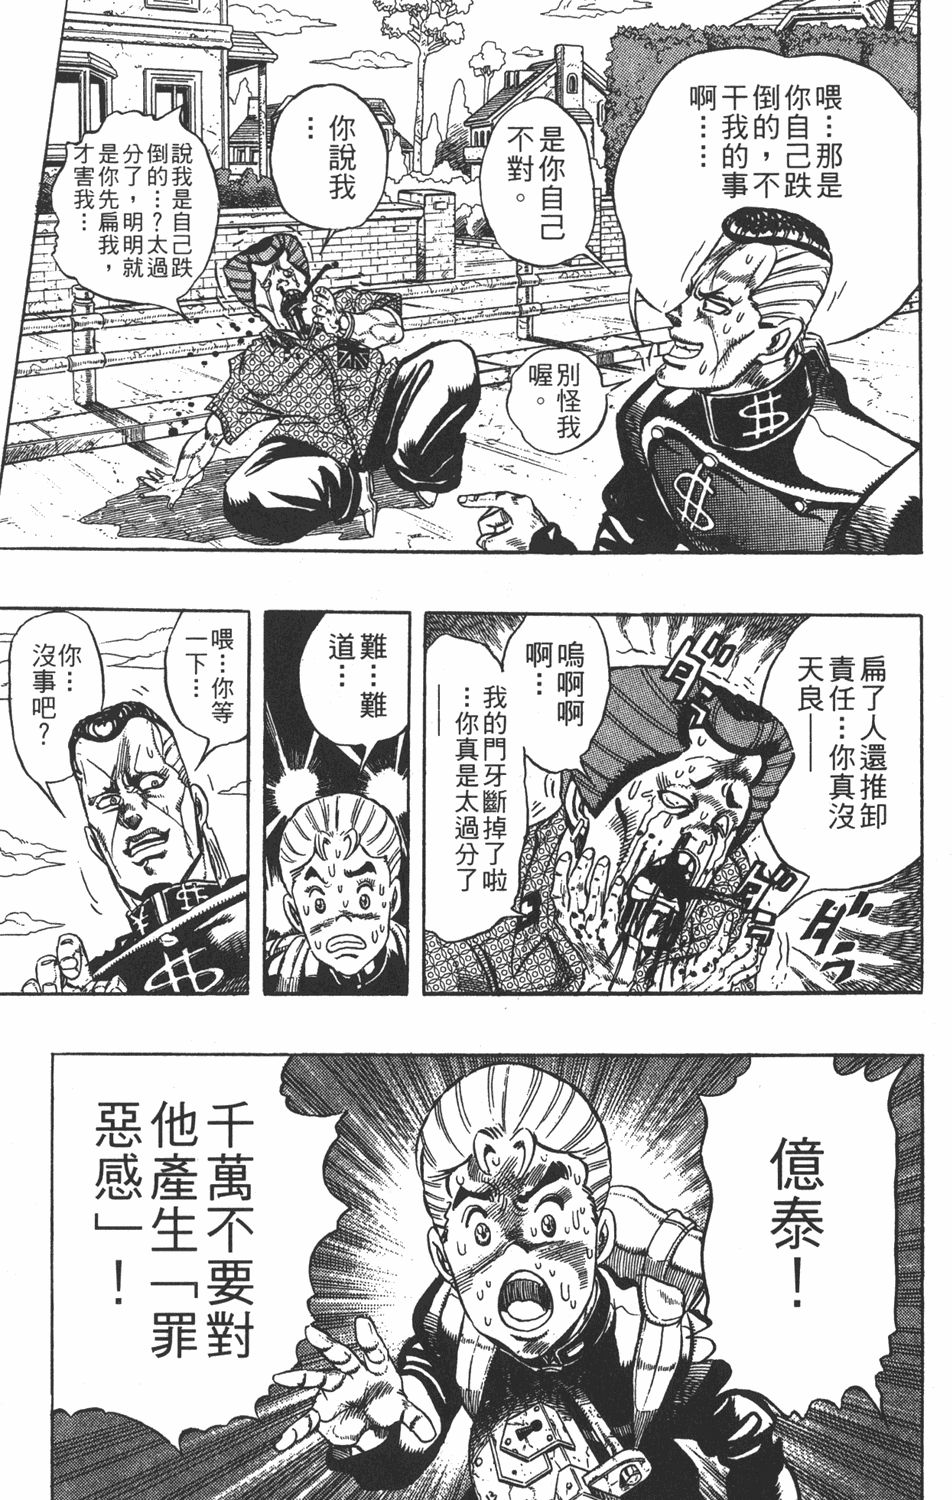 喂…那是
你自己跌
倒的，不
干我的事
啊……
是你自己
不對。
別怪我
喔。
你說我
…
說我是自己跌
倒的…？太過
分了，明明就
是你先扁我，
才害我…
扁了人還推卸
責任…你真沒
天良——
嗚啊啊
啊…
我的門牙斷掉了啦
…你真是太過分了
——
難…難
道…
喂…你等
一下…
你…
沒事吧？
億泰！
千萬不要對
他產生「罪
惡感」！